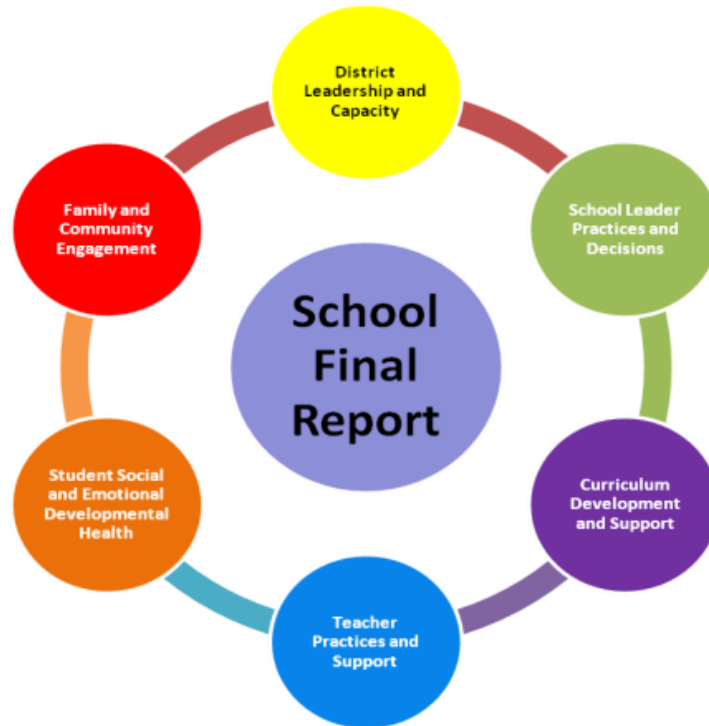 District
Leadership and
Capacity
School Leader
Practices and
Decisions
Curriculum
Development
and Support
Teacher
Practices and
Support
Student Social
and Emotional
Developmental
Health
Family and
Community
Engagement
School
Final
Report